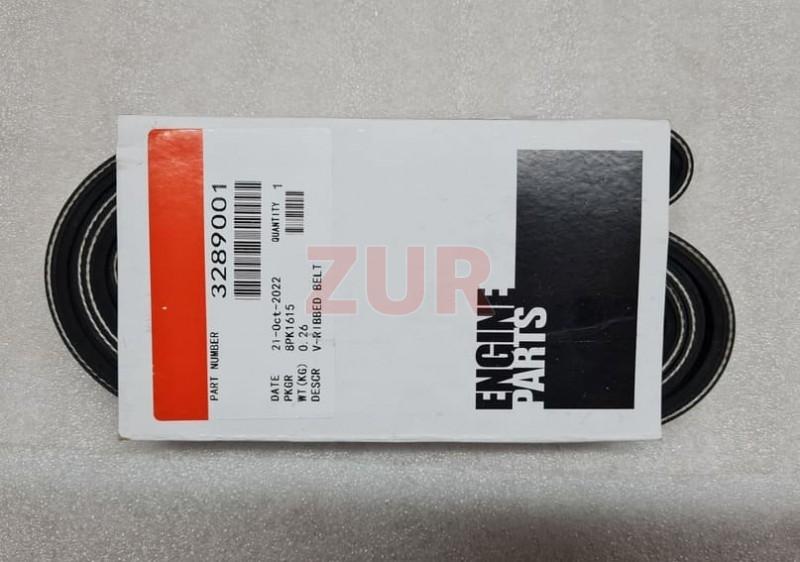 PART NUMBER
3289001
QUANTITY 1
DATE 21-Oct-2022
PKGR 8PK1615
WT(KG) 0.26
DESCR V-RIBBED BELT
ZUR
ENGINE
PARTS